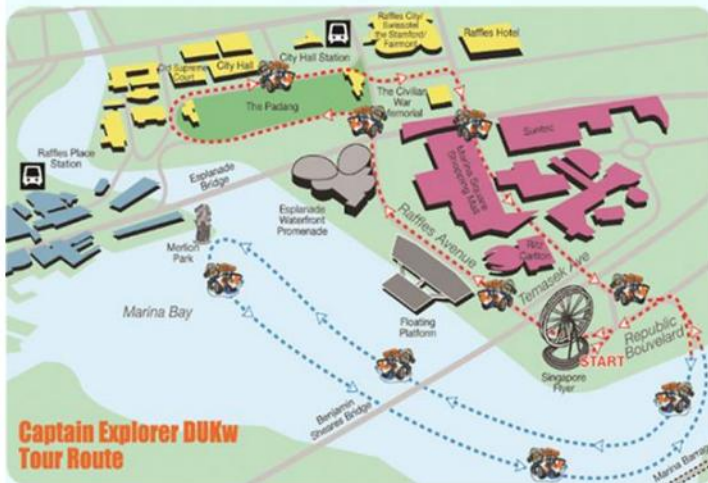 Raffles City/
Swissotel
the Stamford/
Fairmont
Raffles Hotel
City Hall Station
City Hall
Old Supreme
Court
The Padang
The Civilian
War
Memorial
Suntec
Raffles Place
Station
Esplanade
Bridge
Marina Square
Shopping Mall
Esplanade
Waterfront
Promenade
Raffles Avenue
Merlion
Park
Ritz
Carlton
Temasek Ave
Marina Bay
Floating
Platform
Republic
Bouvelard
START
Singapore
Flyer
Benjamin
Sheares Bridge
Captain Explorer DUKw
Tour Route
Marina Barrag